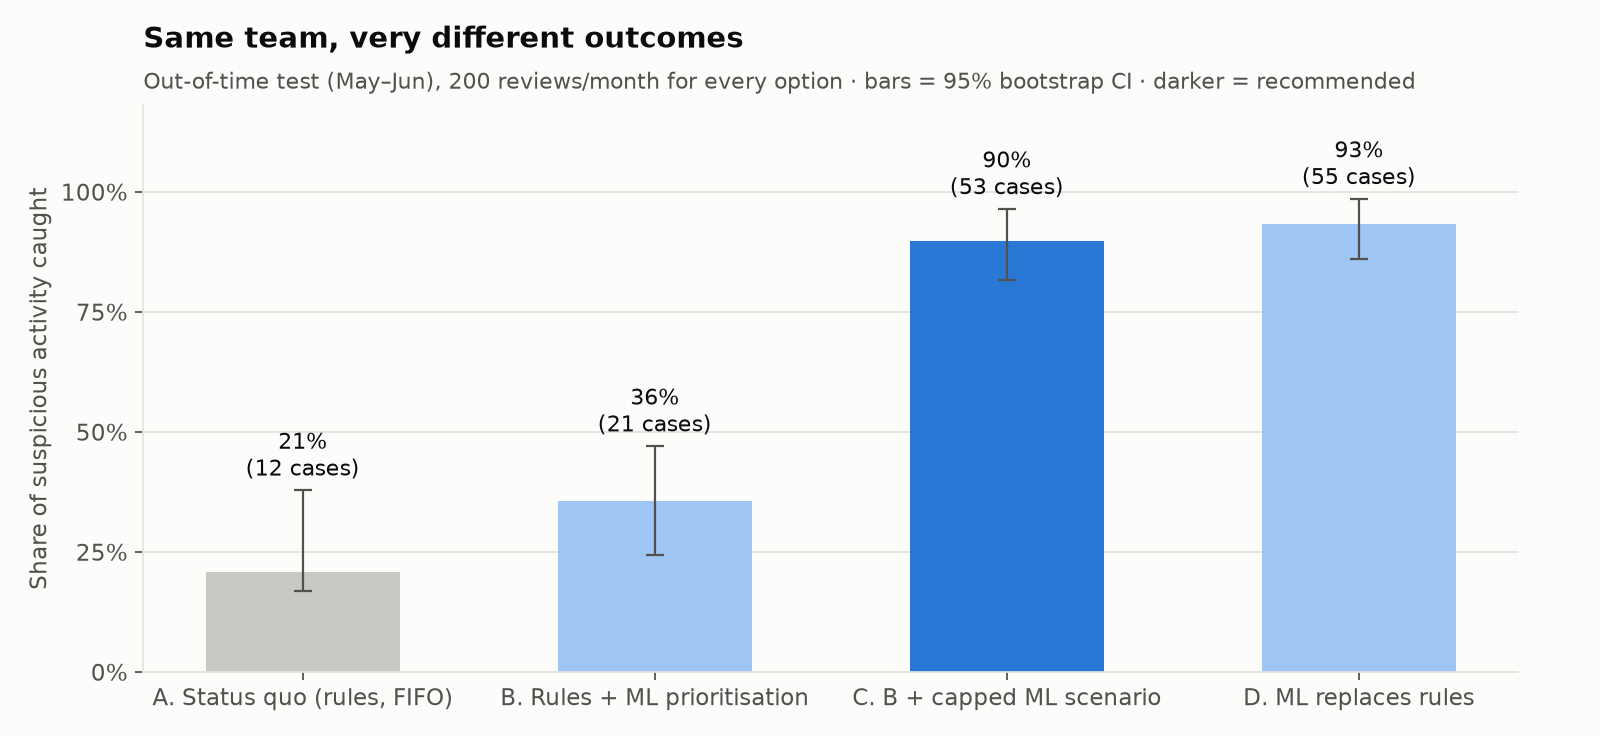 Same team, very different outcomes
Out-of-time test (May–Jun), 200 reviews/month for every option · bars = 95% bootstrap CI · darker = recommended
Share of suspicious activity caught
100%
75%
50%
25%
0%
21%
(12 cases)
36%
(21 cases)
90%
(53 cases)
93%
(55 cases)
A. Status quo (rules, FIFO)
B. Rules + ML prioritisation
C. B + capped ML scenario
D. ML replaces rules